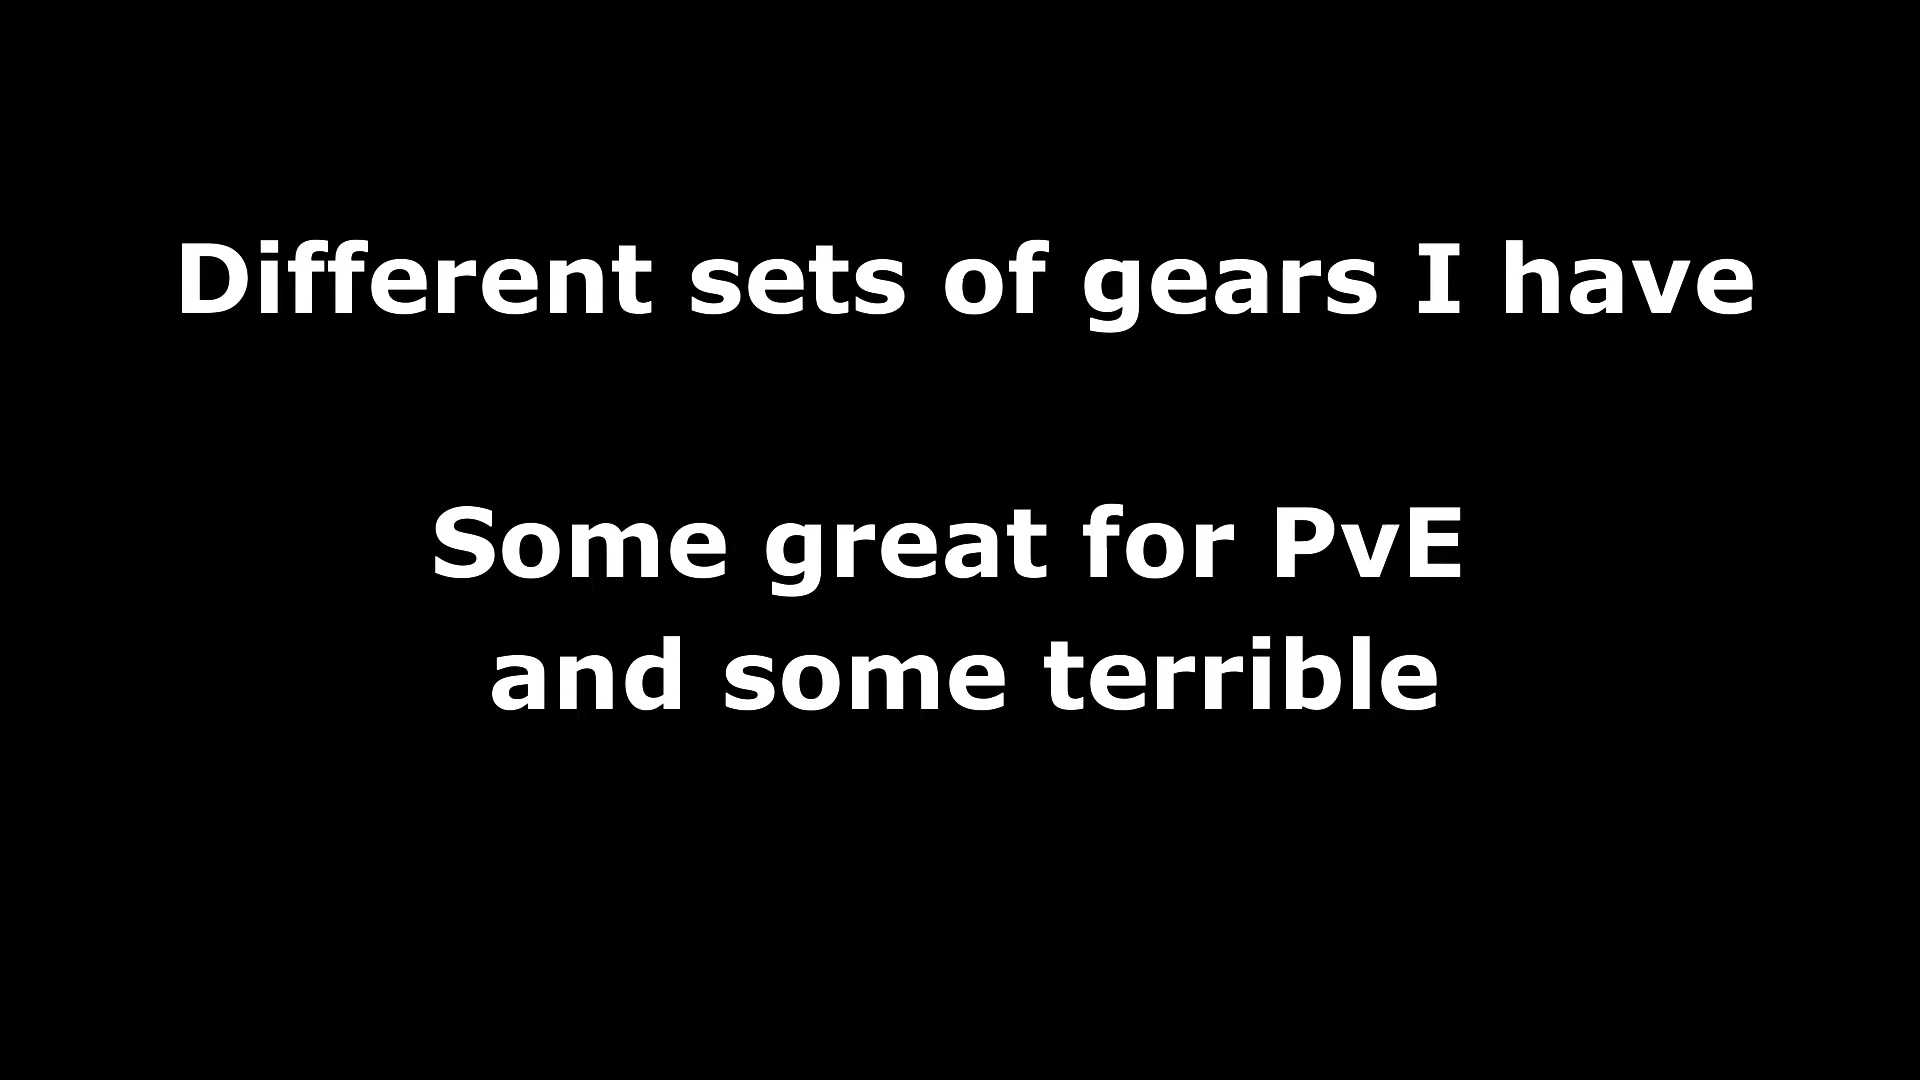 Different sets of gears I have
Some great for PvE
and some terrible